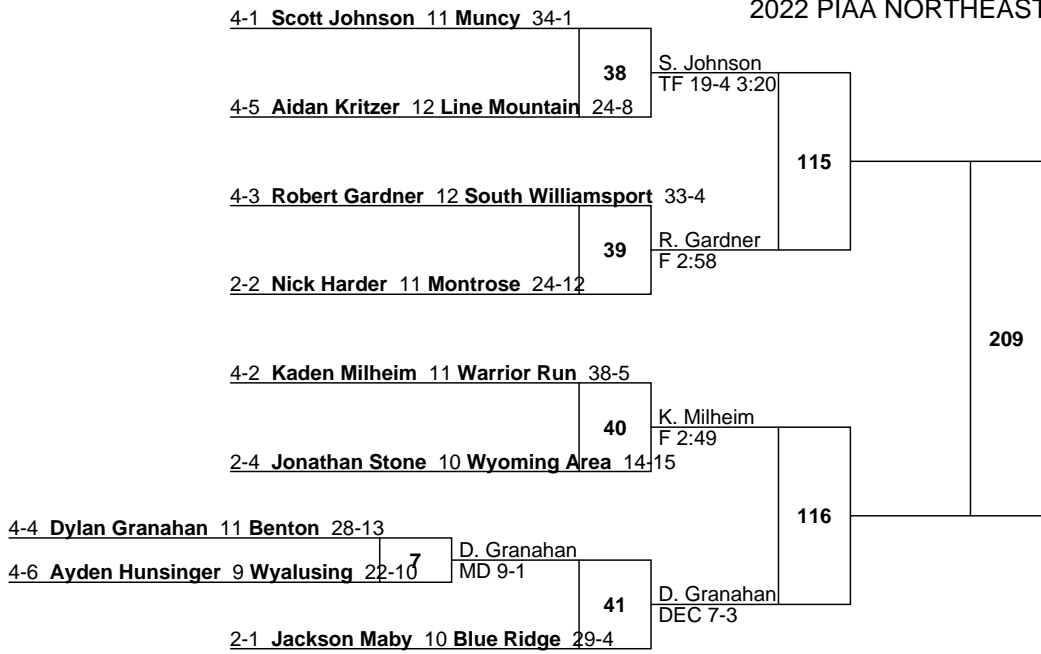 2022 PIAA NORTHEAST
4-1 Scott Johnson 11 Muncy 34-1
38
S. Johnson
TF 19-4 3:20
4-5 Aidan Kritzer 12 Line Mountain 24-8
115
4-3 Robert Gardner 12 South Williamsport 33-4
39
R. Gardner
F 2:58
2-2 Nick Harder 11 Montrose 24-12
209
4-2 Kaden Milheim 11 Warrior Run 38-5
40
K. Milheim
F 2:49
2-4 Jonathan Stone 10 Wyoming Area 14-15
116
4-4 Dylan Granahan 11 Benton 28-13
7
D. Granahan
MD 9-1
4-6 Ayden Hunsinger 9 Wyalusing 22-10
41
D. Granahan
DEC 7-3
2-1 Jackson Maby 10 Blue Ridge 29-4